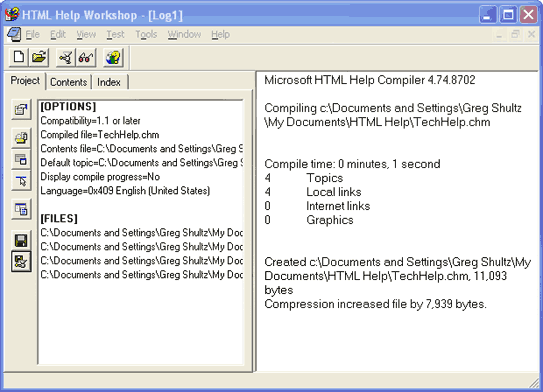 HTML Help Workshop - [Log1]
File Edit View Test Tools Window Help
Project Contents Index
[OPTIONS]
Compatibility=1.1 or later
Compiled file=TechHelp.chm
Contents file=C:\Documents and Settings\Greg S
Default topic=C:\Documents and Settings\Greg S
Display compile progress=No
Language=0x409 English (United States)
[FILES]
C:\Documents and Settings\Greg Shultz\My Doc
C:\Documents and Settings\Greg Shultz\My Doc
C:\Documents and Settings\Greg Shultz\My Doc
C:\Documents and Settings\Greg Shultz\My Doc
Microsoft HTML Help Compiler 4.74.8702
Compiling c:\Documents and Settings\Greg Shultz
\My Documents\HTML Help\TechHelp.chm
Compile time: 0 minutes, 1 second
4 Topics
4 Local links
0 Internet links
0 Graphics
Created c:\Documents and Settings\Greg Shultz\My
Documents\HTML Help\TechHelp.chm, 11,093
bytes
Compression increased file by 7,939 bytes.